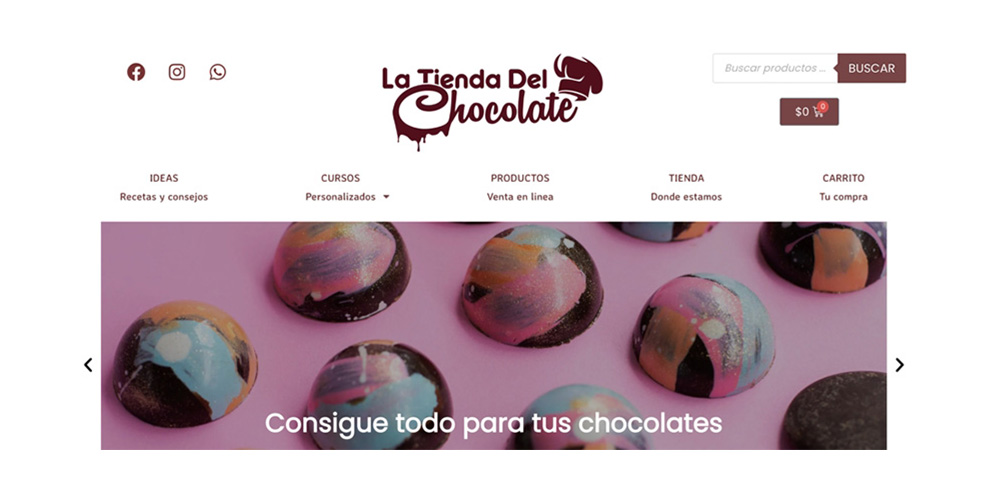 La Tienda Del
Chocolate
Buscar productos ...
BUSCAR
$0
0
IDEAS
Recetas y consejos
CURSOS
Personalizados
PRODUCTOS
Venta en linea
TIENDA
Donde estamos
CARRITO
Tu compra
Consigue todo para tus chocolates